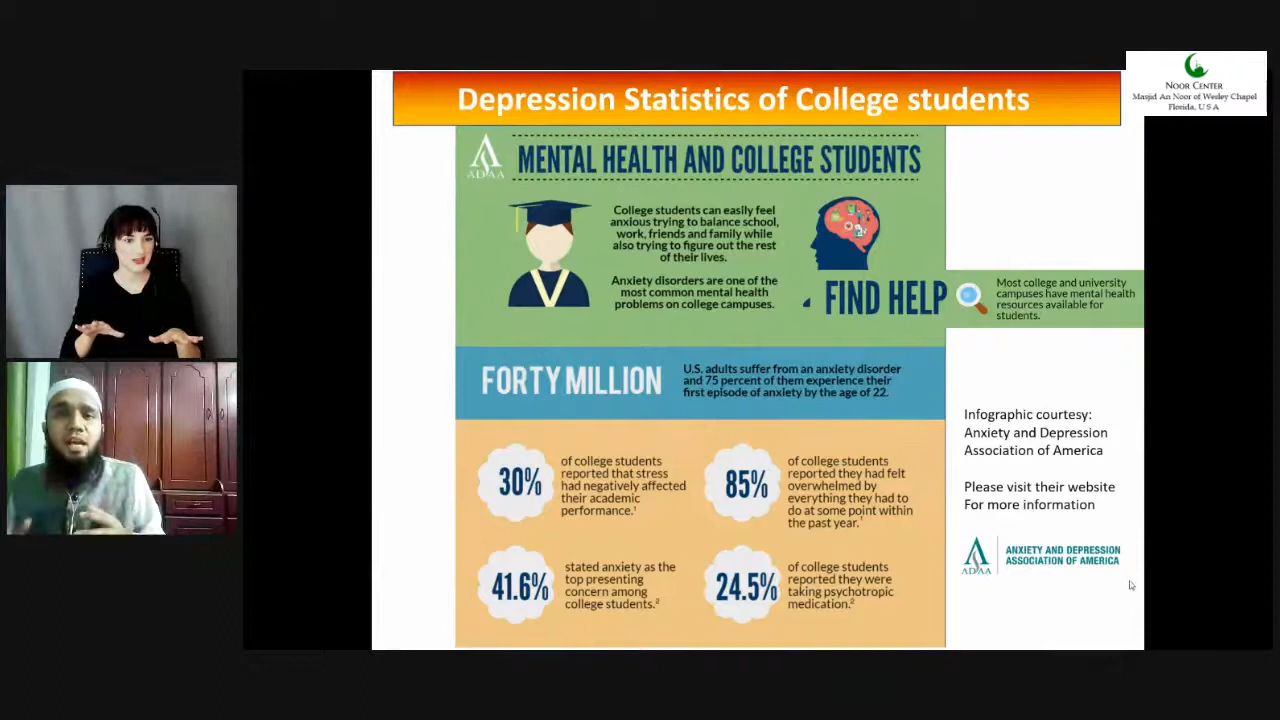 Depression Statistics of College students
NOOR CENTER
Masjid An Noor of Wesley Chapel
Florida, U S A
ADAA
MENTAL HEALTH AND COLLEGE STUDENTS
College students can easily feel
anxious trying to balance school,
work, friends and family while
also trying to figure out the rest
of their lives.
Anxiety disorders are one of the
most common mental health
problems on college campuses.
FIND HELP
Most college and university
campuses have mental health
resources available for
students.
FORTY MILLION
U.S. adults suffer from an anxiety disorder
and 75 percent of them experience their
first episode of anxiety by the age of 22.
30%
of college students
reported that stress
had negatively affected
their academic
performance.¹
85%
of college students
reported they had felt
overwhelmed by
everything they had to
do at some point within
the past year.¹
41.6%
stated anxiety as the
top presenting
concern among
college students.²
24.5%
of college students
reported they were
taking psychotropic
medication.²
Infographic courtesy:
Anxiety and Depression
Association of America
Please visit their website
For more information
ADAA
ANXIETY AND DEPRESSION
ASSOCIATION OF AMERICA